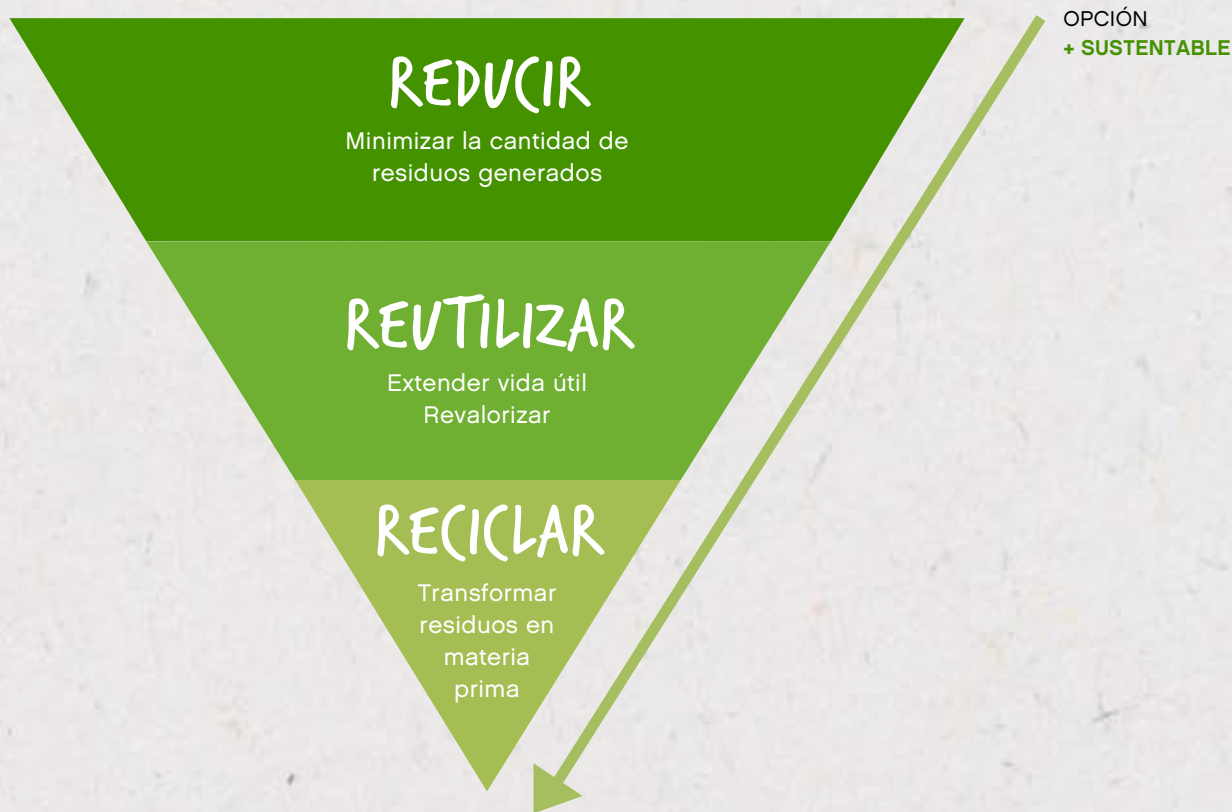 OPCIÓN
+ SUSTENTABLE
REDUCIR
Minimizar la cantidad de
residuos generados
REUTILIZAR
Extender vida útil
Revalorizar
RECICLAR
Transformar
residuos en
materia
prima